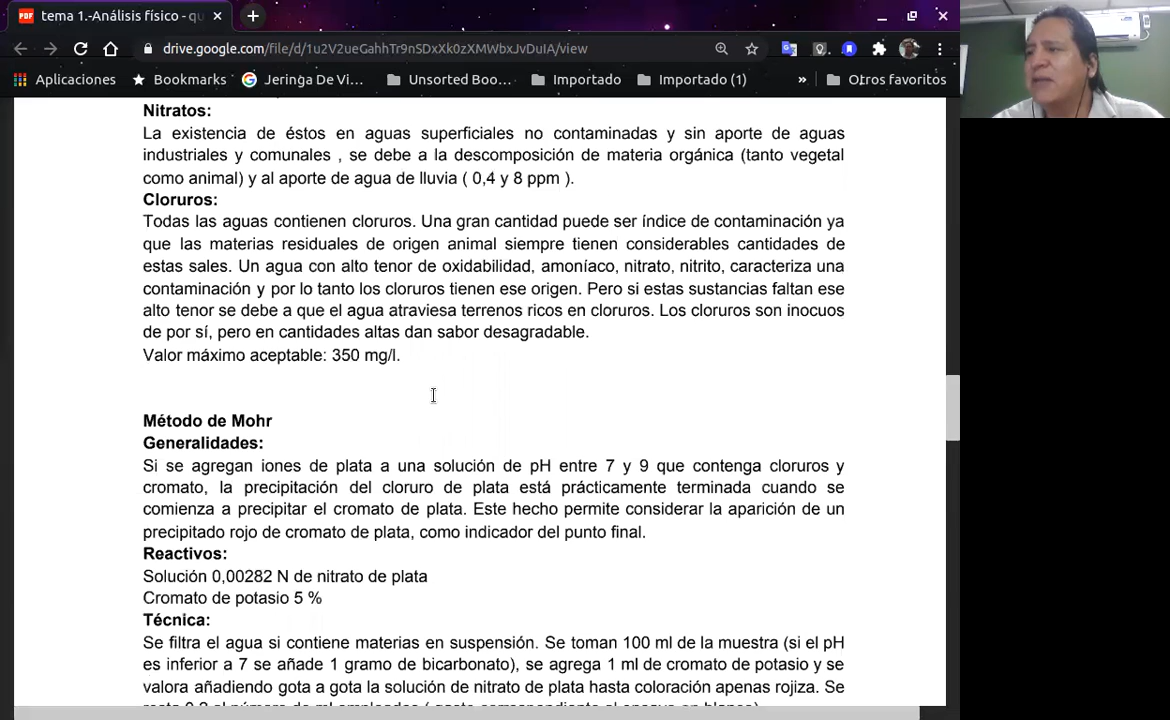 tema 1.-Análisis físico - qu
drive.google.com/file/d/1u2V2ueGahhTr9nSDxXk0zXMWbxJvDuIA/view
Aplicaciones Bookmarks Jeringa De Vi... Unsorted Boo... Importado Importado (1) » Otros favoritos
Nitratos:
La existencia de éstos en aguas superficiales no contaminadas y sin aporte de aguas
industriales y comunales , se debe a la descomposición de materia orgánica (tanto vegetal
como animal) y al aporte de agua de lluvia ( 0,4 y 8 ppm ).
Cloruros:
Todas las aguas contienen cloruros. Una gran cantidad puede ser índice de contaminación ya
que las materias residuales de origen animal siempre tienen considerables cantidades de
estas sales. Un agua con alto tenor de oxidabilidad, amoníaco, nitrato, nitrito, caracteriza una
contaminación y por lo tanto los cloruros tienen ese origen. Pero si estas sustancias faltan ese
alto tenor se debe a que el agua atraviesa terrenos ricos en cloruros. Los cloruros son inocuos
de por sí, pero en cantidades altas dan sabor desagradable.
Valor máximo aceptable: 350 mg/l.
Método de Mohr
Generalidades:
Si se agregan iones de plata a una solución de pH entre 7 y 9 que contenga cloruros y
cromato, la precipitación del cloruro de plata está prácticamente terminada cuando se
comienza a precipitar el cromato de plata. Este hecho permite considerar la aparición de un
precipitado rojo de cromato de plata, como indicador del punto final.
Reactivos:
Solución 0,00282 N de nitrato de plata
Cromato de potasio 5 %
Técnica:
Se filtra el agua si contiene materias en suspensión. Se toman 100 ml de la muestra (si el pH
es inferior a 7 se añade 1 gramo de bicarbonato), se agrega 1 ml de cromato de potasio y se
valora añadiendo gota a gota la solución de nitrato de plata hasta coloración apenas rojiza. Se